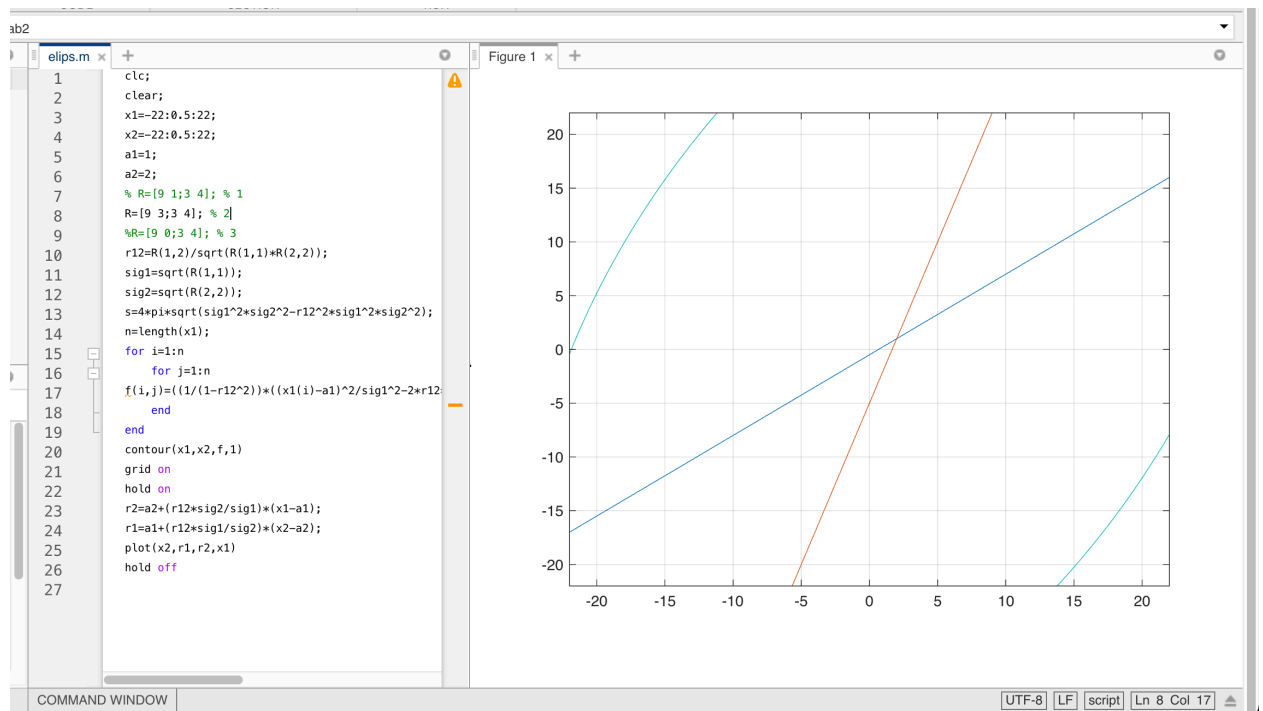 ab2
elips.m × +
1 clc;
2 clear;
3 x1=-22:0.5:22;
4 x2=-22:0.5:22;
5 a1=1;
6 a2=2;
7 % R=[9 1;3 4]; % 1
8 R=[9 3;3 4]; % 2
9 %R=[9 0;3 4]; % 3
10 r12=R(1,2)/sqrt(R(1,1)*R(2,2));
11 sig1=sqrt(R(1,1));
12 sig2=sqrt(R(2,2));
13 s=4*pi*sqrt(sig1^2*sig2^2-r12^2*sig1^2*sig2^2);
14 n=length(x1);
15 for i=1:n
16 for j=1:n
17 f(i,j)=((1/(1-r12^2))*((x1(i)-a1)^2/sig1^2-2*r12*
18 end
19 end
20 contour(x1,x2,f,1)
21 grid on
22 hold on
23 r2=a2+(r12*sig2/sig1)*(x1-a1);
24 r1=a1+(r12*sig1/sig2)*(x2-a2);
25 plot(x2,r1,r2,x1)
26 hold off
27
Figure 1 × +
20
15
10
5
0
-5
-10
-15
-20
-20 -15 -10 -5 0 5 10 15 20
COMMAND WINDOW
UTF-8 LF script Ln 8 Col 17